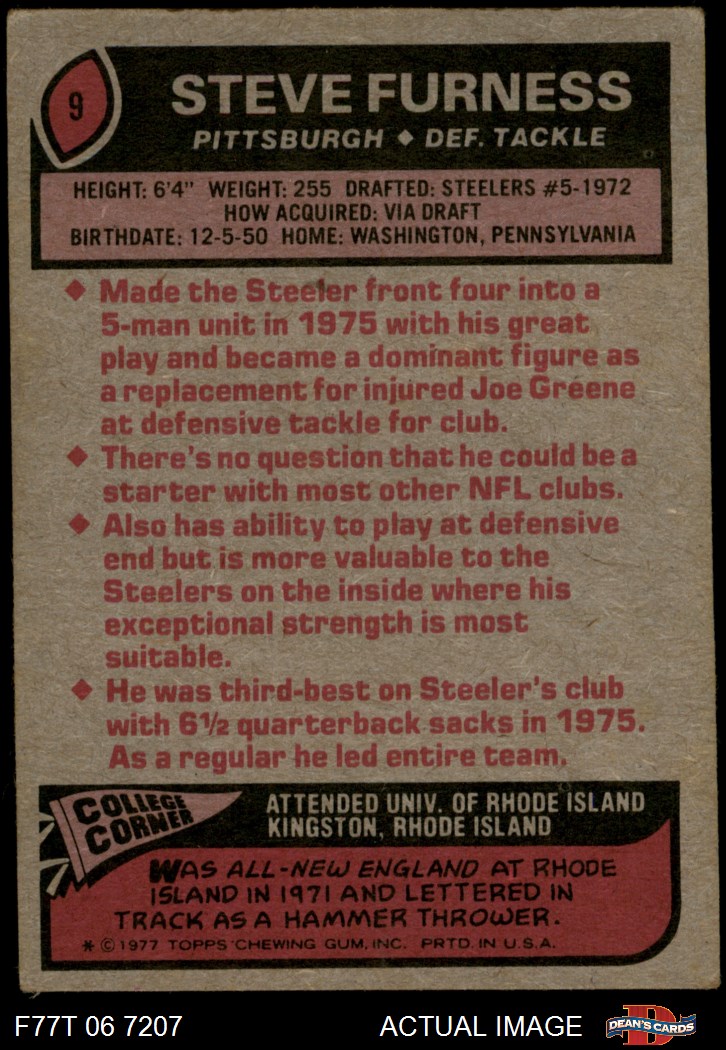 9
STEVE FURNESS
PITTSBURGH ◆ DEF. TACKLE
HEIGHT: 6'4" WEIGHT: 255 DRAFTED: STEELERS #5-1972
HOW ACQUIRED: VIA DRAFT
BIRTHDATE: 12-5-50 HOME: WASHINGTON, PENNSYLVANIA
◆ Made the Steeler front four into a
5-man unit in 1975 with his great
play and became a dominant figure as
a replacement for injured Joe Greene
at defensive tackle for club.
◆ There's no question that he could be a
starter with most other NFL clubs.
◆ Also has ability to play at defensive
end but is more valuable to the
Steelers on the inside where his
exceptional strength is most
suitable.
◆ He was third-best on Steeler's club
with 6½ quarterback sacks in 1975.
As a regular he led entire team.
COLLEGE
CORNER
ATTENDED UNIV. OF RHODE ISLAND
KINGSTON, RHODE ISLAND
WAS ALL-NEW ENGLAND AT RHODE
ISLAND IN 1971 AND LETTERED IN
TRACK AS A HAMMER THROWER.
* © 1977 TOPPS CHEWING GUM, INC. PRTD. IN U.S.A.
F77T 06 7207
ACTUAL IMAGE
D
DEAN'S CARDS